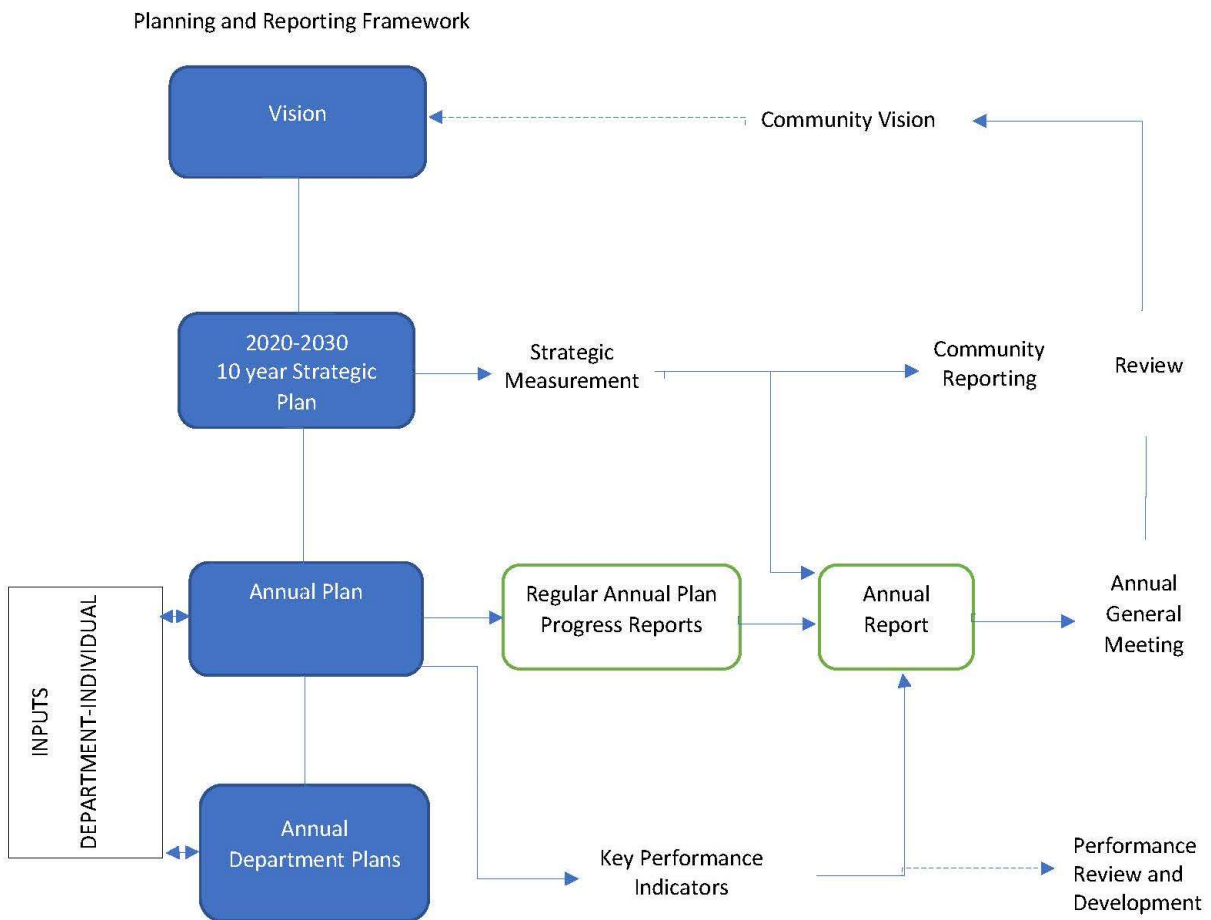 Planning and Reporting Framework
Vision
Community Vision
2020-2030
10 year Strategic
Plan
Strategic
Measurement
Community
Reporting
Review
INPUTS
DEPARTMENT-INDIVIDUAL
Annual Plan
Regular Annual Plan
Progress Reports
Annual
Report
Annual
General
Meeting
Annual
Department Plans
Key Performance
Indicators
Performance
Review and
Development